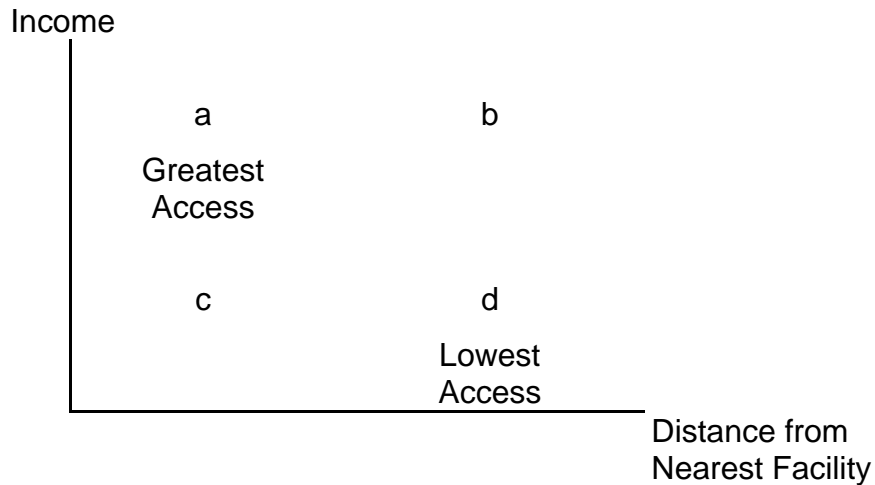 Income
a
b
Greatest
Access
c
d
Lowest
Access
Distance from
Nearest Facility